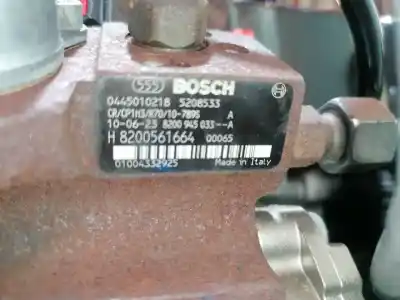 BOSCH
0445010218 5208533
CR/CP1H3/R70/10-789S A
10-06-23 8200 945 033--A
H 8200561664 00065
01004332925 Made in Italy